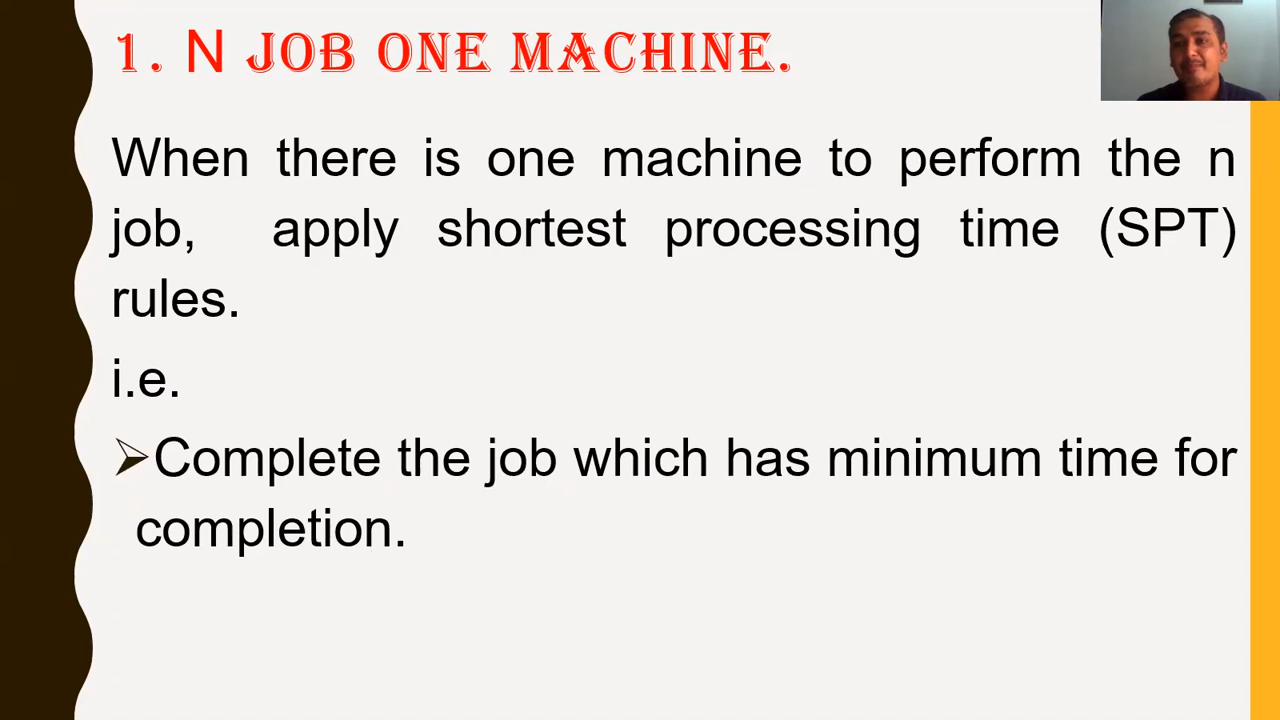 1. N JOB ONE MACHINE.
When there is one machine to perform the n
job, apply shortest processing time (SPT)
rules.
i.e.
➢Complete the job which has minimum time for
completion.